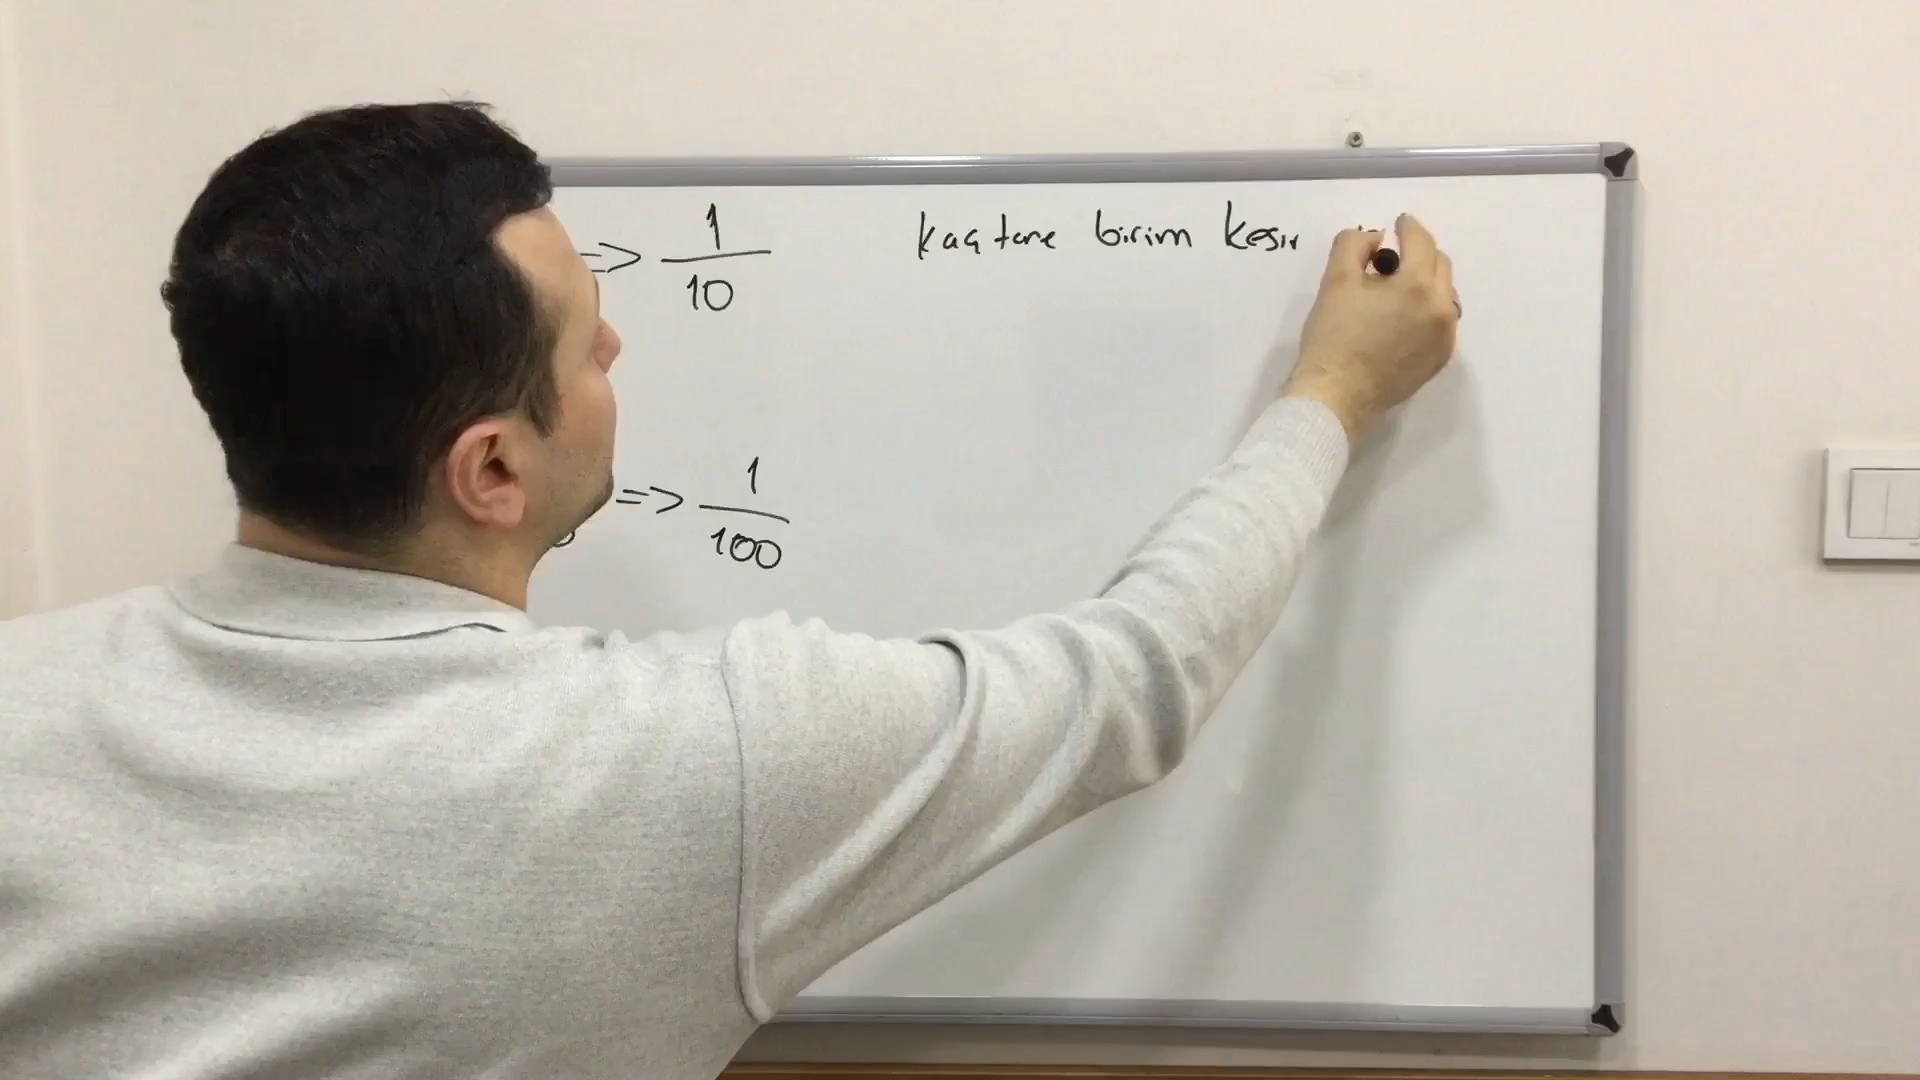 => 1/10 kaç tane birim kesir
=> 1/100